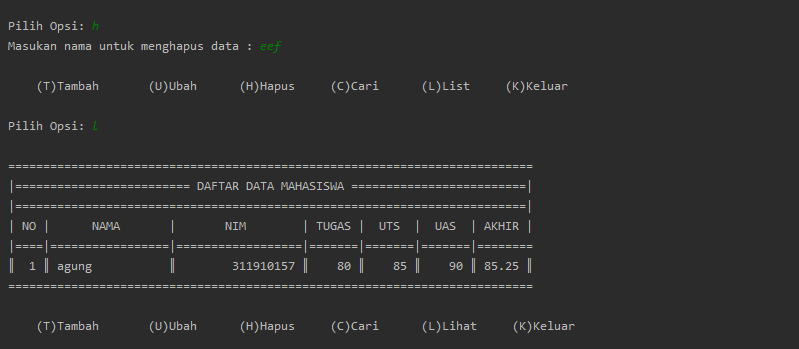 Pilih Opsi: h
Masukan nama untuk menghapus data : eef
(T)Tambah (U)Ubah (H)Hapus (C)Cari (L)List (K)Keluar
Pilih Opsi: l
===========================================================================
|========================= DAFTAR DATA MAHASISWA =========================|
|=========================================================================|
| NO | NAMA | NIM | TUGAS | UTS | UAS | AKHIR |
|====|=================|==================|=======|=======|=======|========
║ 1 ║ agung ║ 311910157 ║ 80 ║ 85 ║ 90 ║ 85.25 ║
===========================================================================
(T)Tambah (U)Ubah (H)Hapus (C)Cari (L)Lihat (K)Keluar